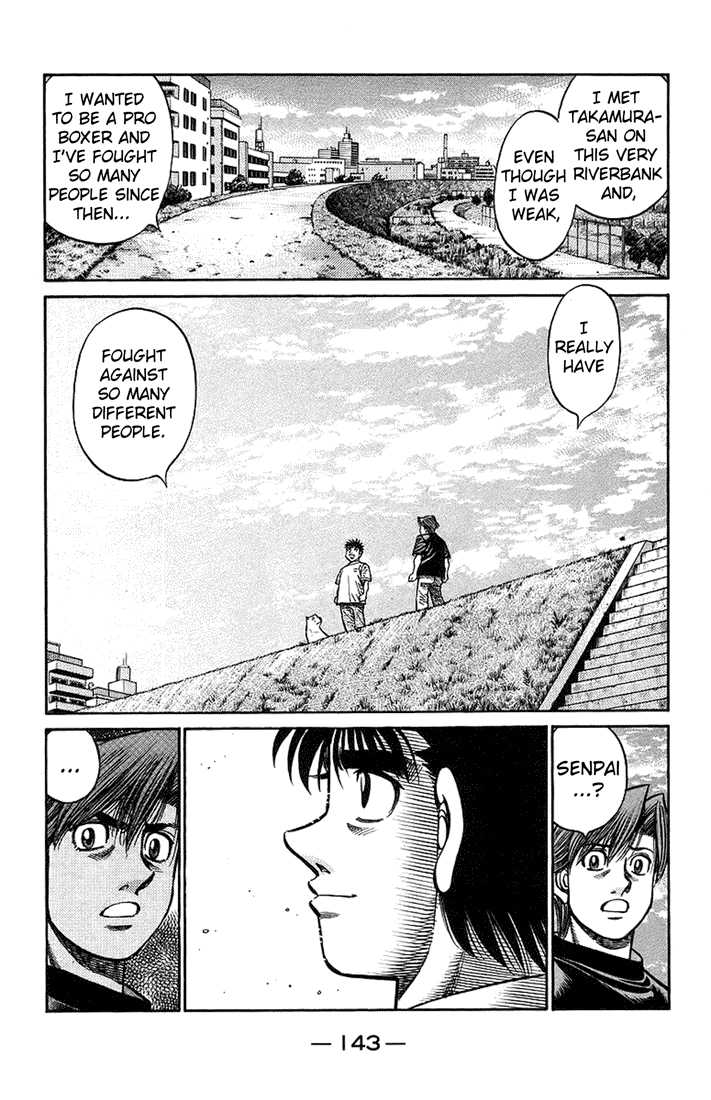 I MET
TAKAMURA-
SAN ON
THIS VERY
RIVERBANK
AND,
EVEN
THOUGH
I WAS
WEAK,
I WANTED
TO BE A PRO
BOXER AND
I'VE FOUGHT
SO MANY
PEOPLE SINCE
THEN...
I
REALLY
HAVE
FOUGHT
AGAINST
SO MANY
DIFFERENT
PEOPLE.
SENPAI
...?
...
— 143 —